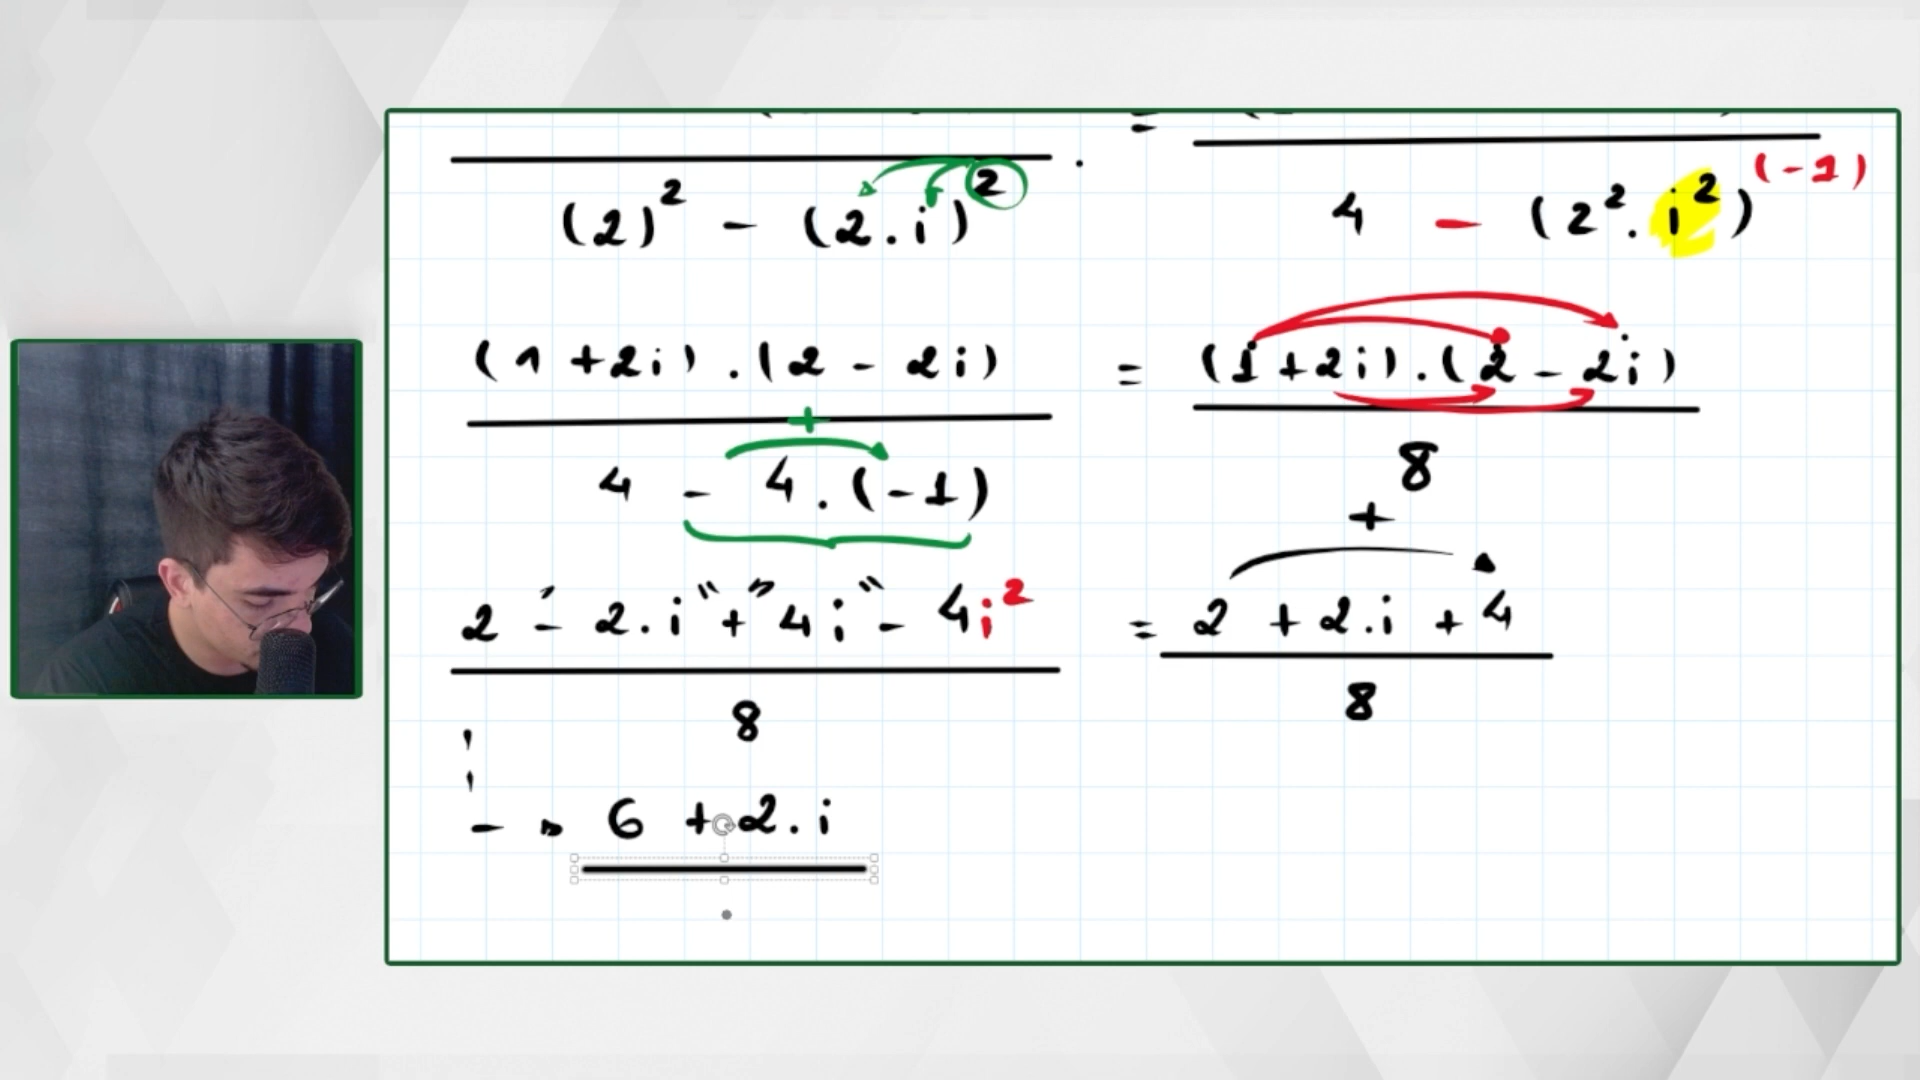 =
(2)² - (2.i)² . 4 - (2².i²) (-1)
(1 +2i) .(2 - 2i) = (1 +2i).(2 - 2i)
+
4 - 4.(-1) 8
+
2 - 2.i + 4i - 4i² = 2 + 2.i + 4
8 8
6 + 2.i